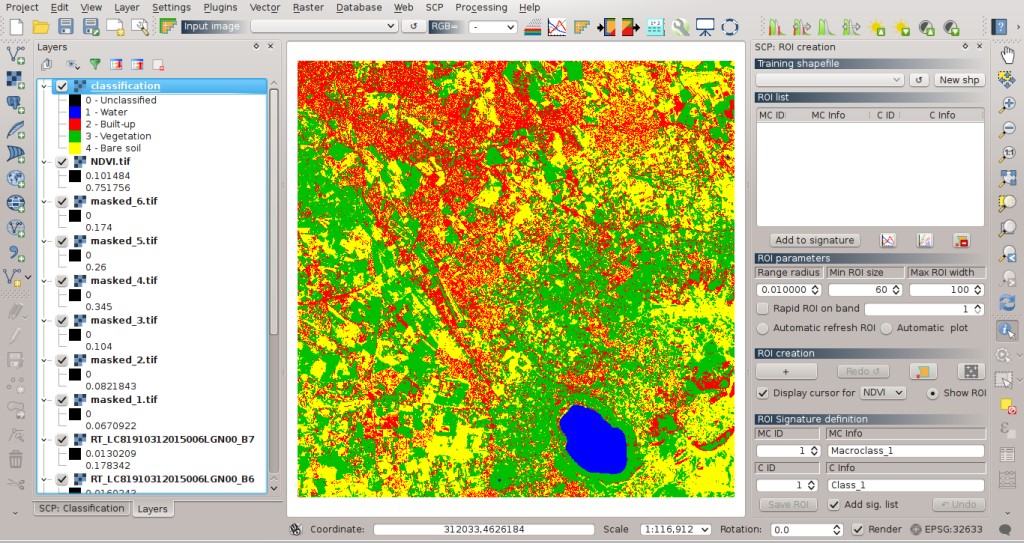 Project Edit View Layer Settings Plugins Vector Raster Database Web SCP Processing Help
Input image RGB= -
Layers
classification
0 - Unclassified
1 - Water
2 - Built-up
3 - Vegetation
4 - Bare soil
NDVI.tif
0.101484
0.751756
masked_6.tif
0
0.174
masked_5.tif
0
0.26
masked_4.tif
0
0.345
masked_3.tif
0
0.104
masked_2.tif
0
0.0821843
masked_1.tif
0
0.0670922
RT_LC81910312015006LGN00_B7
0.0130209
0.178342
RT_LC81910312015006LGN00_B6
SCP: Classification Layers
SCP: ROI creation
Training shapefile
New shp
ROI list
MC ID MC Info C ID C Info
Add to signature
ROI parameters
Range radius Min ROI size Max ROI width
0.010000 60 100
Rapid ROI on band 1
Automatic refresh ROI Automatic plot
ROI creation
+ Redo
Display cursor for NDVI Show ROI
ROI Signature definition
MC ID MC Info
1 Macroclass_1
C ID C Info
1 Class_1
Save ROI Add sig. list Undo
Coordinate: 312033,4626184 Scale 1:116,912 Rotation: 0.0 Render EPSG:32633